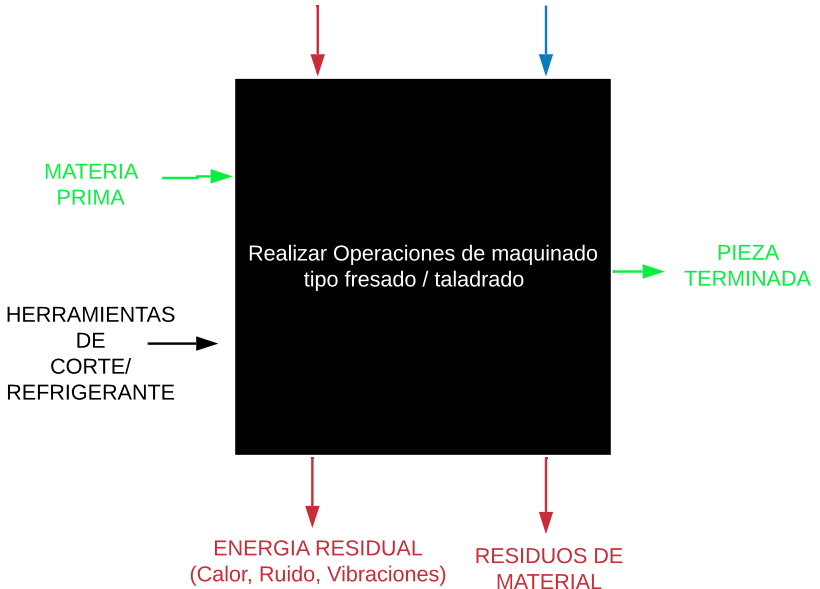 MATERIA
PRIMA
Realizar Operaciones de maquinado
tipo fresado / taladrado
PIEZA
TERMINADA
HERRAMIENTAS
DE
CORTE/
REFRIGERANTE
ENERGIA RESIDUAL
(Calor, Ruido, Vibraciones)
RESIDUOS DE
MATERIAL